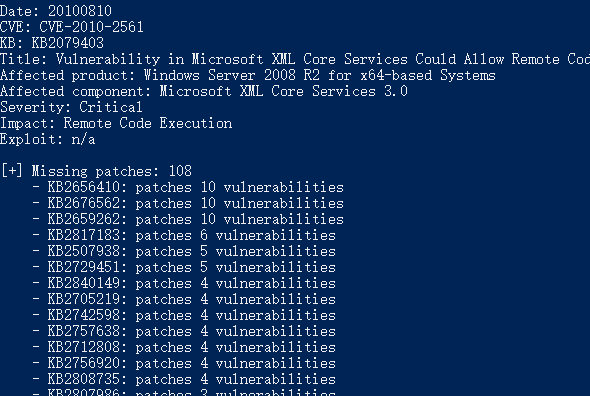 Date: 20100810
CVE: CVE-2010-2561
KB: KB2079403
Title: Vulnerability in Microsoft XML Core Services Could Allow Remote Cod
Affected product: Windows Server 2008 R2 for x64-based Systems
Affected component: Microsoft XML Core Services 3.0
Severity: Critical
Impact: Remote Code Execution
Exploit: n/a
[+] Missing patches: 108
- KB2656410: patches 10 vulnerabilities
- KB2676562: patches 10 vulnerabilities
- KB2659262: patches 10 vulnerabilities
- KB2817183: patches 6 vulnerabilities
- KB2507938: patches 5 vulnerabilities
- KB2729451: patches 5 vulnerabilities
- KB2840149: patches 4 vulnerabilities
- KB2705219: patches 4 vulnerabilities
- KB2742598: patches 4 vulnerabilities
- KB2757638: patches 4 vulnerabilities
- KB2712808: patches 4 vulnerabilities
- KB2756920: patches 4 vulnerabilities
- KB2808735: patches 4 vulnerabilities
- KB2807986: patches 3 vulnerabilities